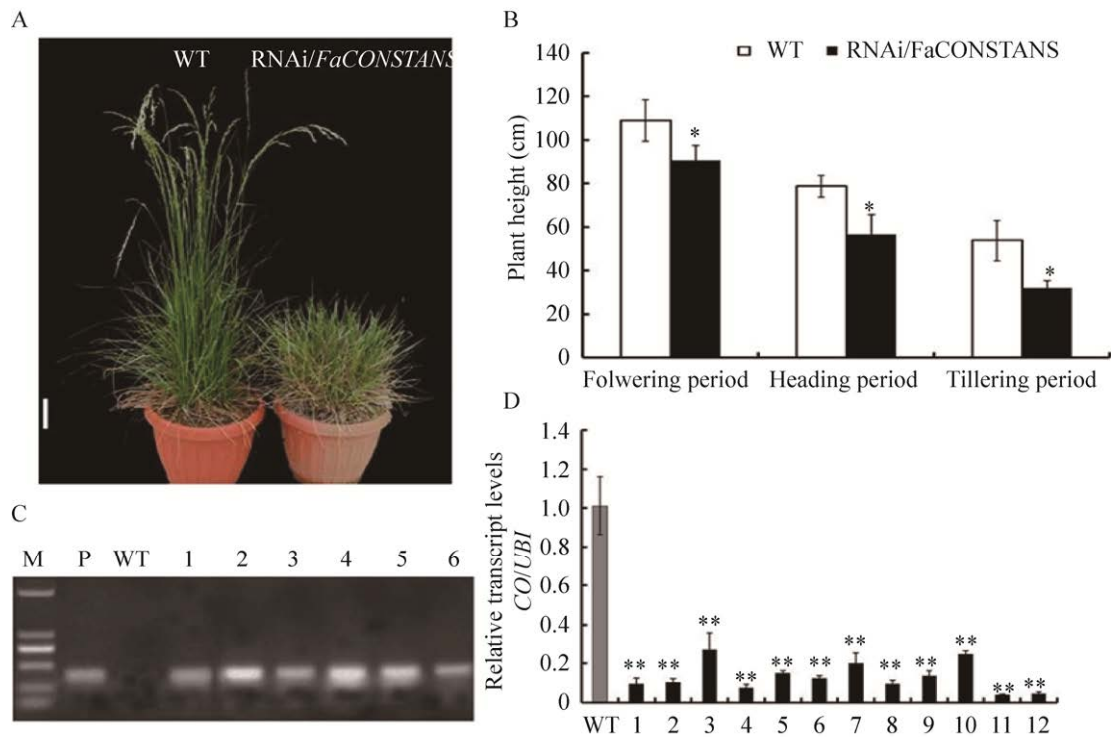 A
WT RNAi/FaCONSTANS
B
140
120
100
80
60
40
20
0
Plant height (cm)
WT RNAi/FaCONSTANS
* * *
Folwering period Heading period Tillering period
C
M P WT 1 2 3 4 5 6
D
1.4
1.2
1.0
0.8
0.6
0.4
0.2
0
Relative transcript levels
CO/UBI
** ** ** ** ** ** ** ** ** ** ** **
WT 1 2 3 4 5 6 7 8 9 10 11 12